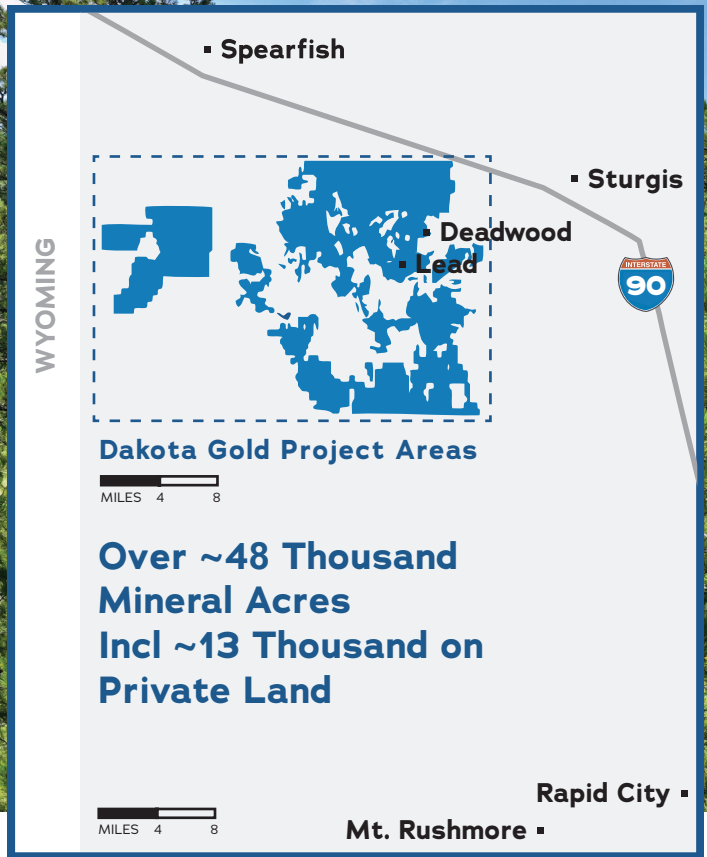 Spearfish
Sturgis
Deadwood
Lead
WYOMING
INTERSTATE
90
Dakota Gold Project Areas
MILES 4 8
Over ~48 Thousand
Mineral Acres
Incl ~13 Thousand on
Private Land
Rapid City
MILES 4 8
Mt. Rushmore